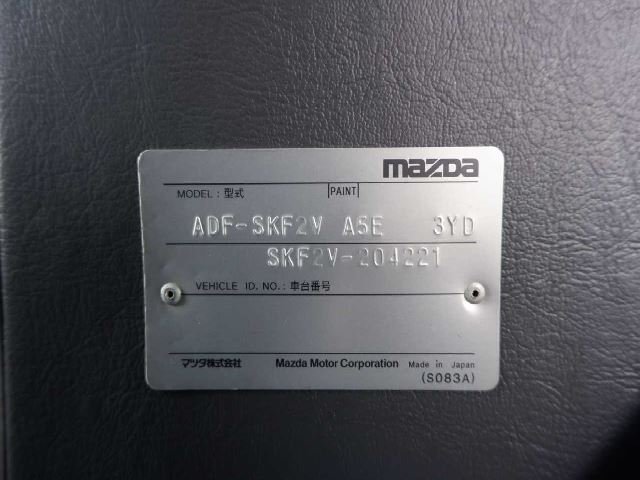 mazda
MODEL : 型式 PAINT
ADF-SKF2V A5E 3YD
SKF2V-204221
VEHICLE ID. NO. : 車台番号
マツダ株式会社 Mazda Motor Corporation Made in Japan
(S083A)